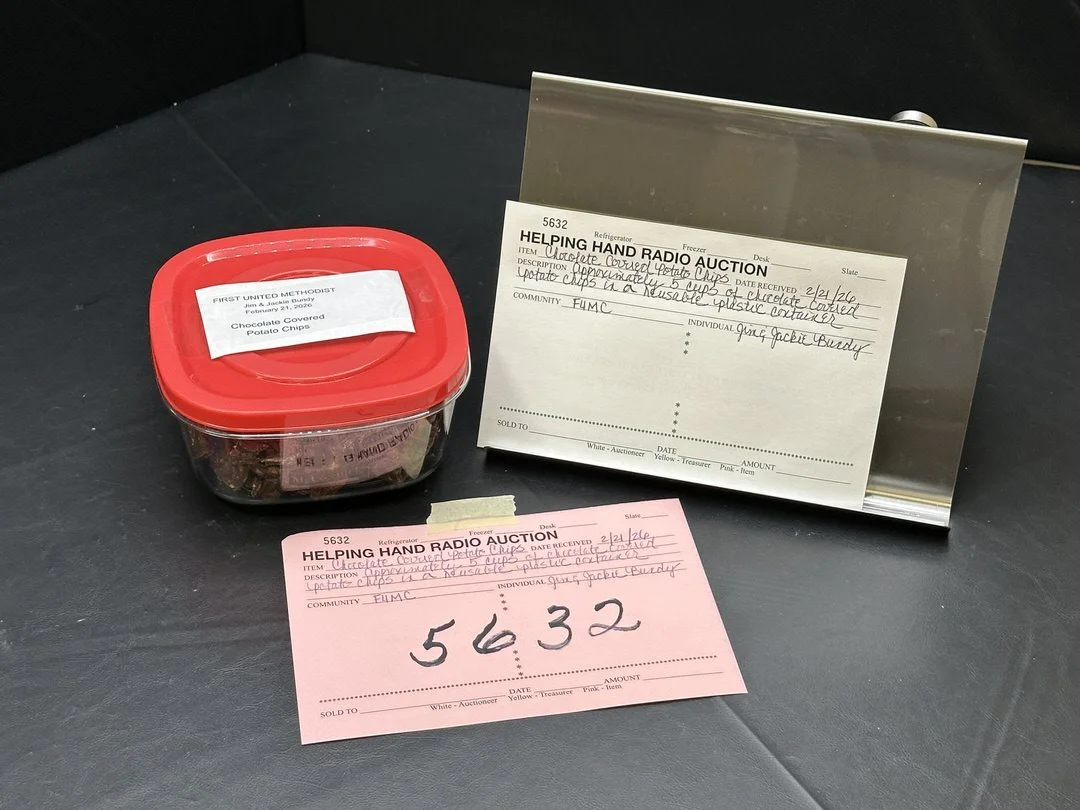 FIRST UNITED METHODIST
Jim & Jackie Bundy
February 21, 2026
Chocolate Covered
Potato Chips
5632
Refrigerator Freezer Desk Slate
HELPING HAND RADIO AUCTION
ITEM Chocolate Covered Potato Chips DATE RECEIVED 2/21/26
DESCRIPTION Approximately 5 cups of chocolate covered
potato chips in a reusable plastic container
COMMUNITY FUMC INDIVIDUAL Jim & Jackie Bundy
SOLD TO DATE AMOUNT
White - Auctioneer Yellow - Treasurer Pink - Item
5632
Refrigerator Freezer Desk Slate
HELPING HAND RADIO AUCTION
ITEM Chocolate Covered Potato Chips DATE RECEIVED 2/21/26
DESCRIPTION Approximately 5 cups of chocolate covered
potato chips in a reusable plastic container
COMMUNITY FUMC INDIVIDUAL Jim & Jackie Bundy
5632
SOLD TO DATE AMOUNT
White - Auctioneer Yellow - Treasurer Pink - Item